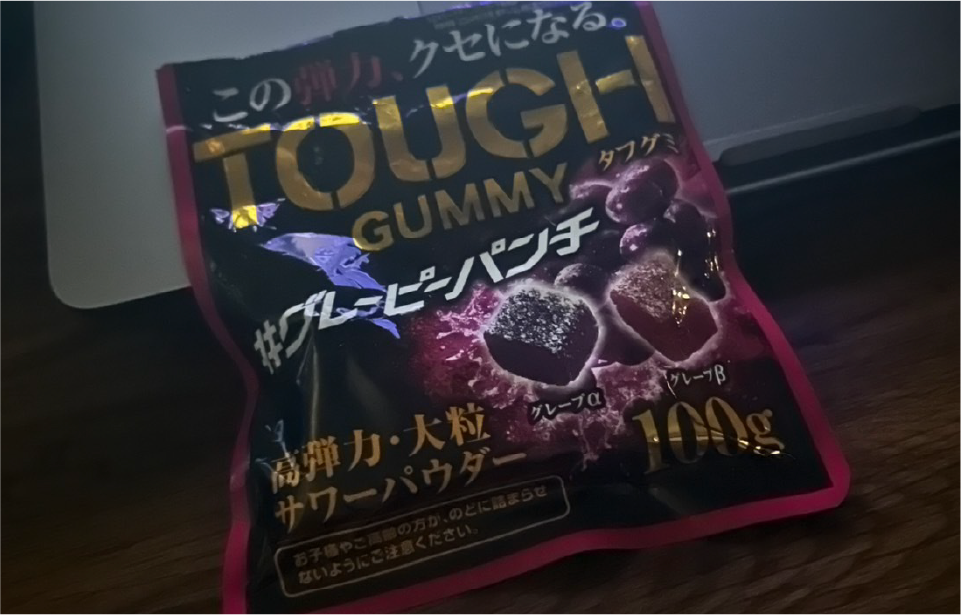 この弾力、クセになる。
TOUGH
タフグミ
GUMMY
#グレーピーパンチ
グレープα
グレープβ
100g
高弾力・大粒
サワーパウダー
お子様やご高齢の方が、のどに詰まらせ
ないようにご注意ください。